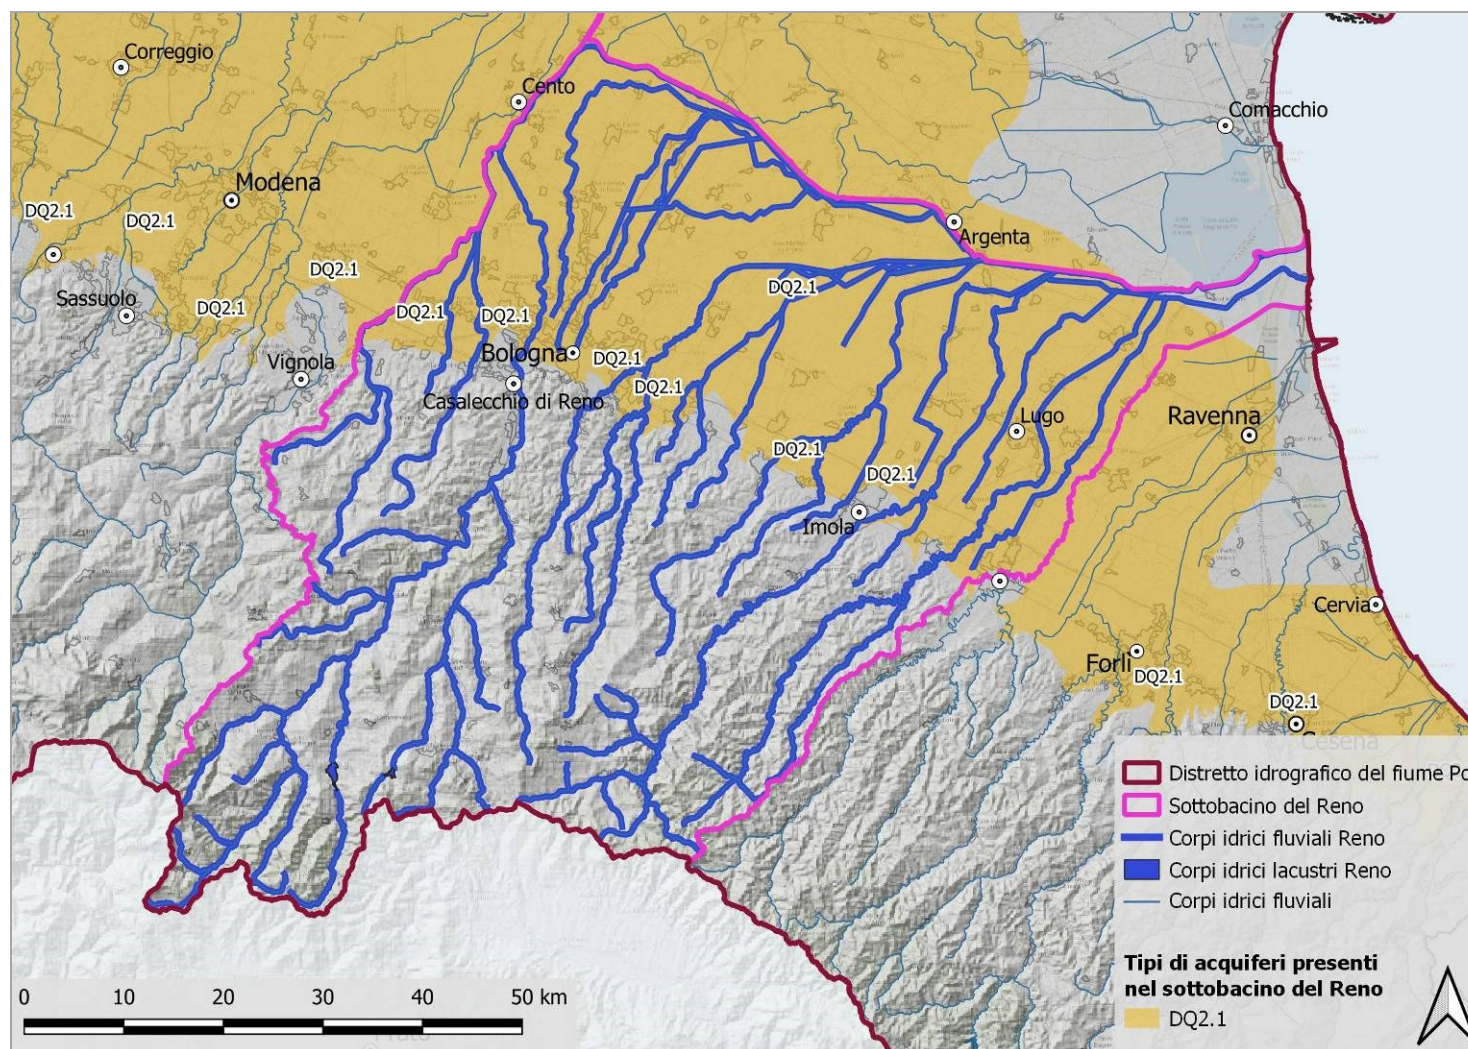 Correggio
Cento
Comacchio
Modena
DQ2.1
DQ2.1
Argenta
DQ2.1
Sassuolo
DQ2.1
DQ2.1
DQ2.1
DQ2.1
Vignola
Bologna
DQ2.1
DQ2.1
Casalecchio di Reno
Lugo
Ravenna
DQ2.1
DQ2.1
Imola
Cervia
Forlì
DQ2.1
DQ2.1
Cesena
Distretto idrografico del fiume Po
Sottobacino del Reno
Corpi idrici fluviali Reno
Corpi idrici lacustri Reno
Corpi idrici fluviali
Tipi di acquiferi presenti
nel sottobacino del Reno
DQ2.1
0 10 20 30 40 50 km
Prato